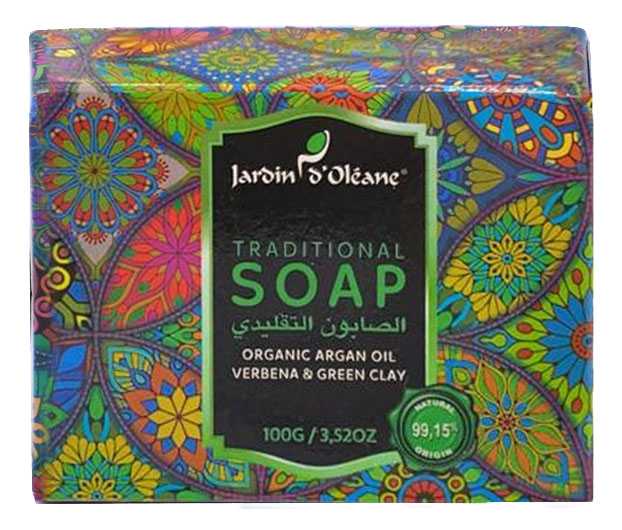 Jardin d'Oléane®
TRADITIONAL
SOAP
الصابون التقليدي
ORGANIC ARGAN OIL
VERBENA & GREEN CLAY
100G / 3,52OZ
NATURAL
99,15%
ORIGIN